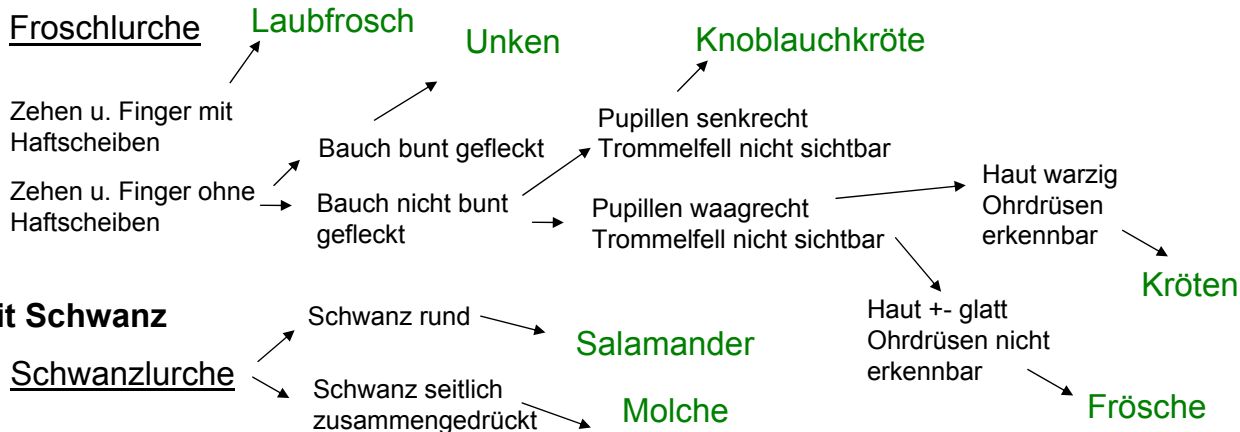 Froschlurche
Laubfrosch
Unken
Knoblauchkröte
Zehen u. Finger mit
Haftscheiben
Zehen u. Finger ohne
Haftscheiben
Bauch bunt gefleckt
Bauch nicht bunt
gefleckt
Pupillen senkrecht
Trommelfell nicht sichtbar
Pupillen waagrecht
Trommelfell nicht sichtbar
Haut warzig
Ohrdrüsen
erkennbar
Kröten
Haut +- glatt
Ohrdrüsen nicht
erkennbar
Frösche
it Schwanz
Schwanzlurche
Schwanz rund
Salamander
Schwanz seitlich
zusammengedrückt
Molche